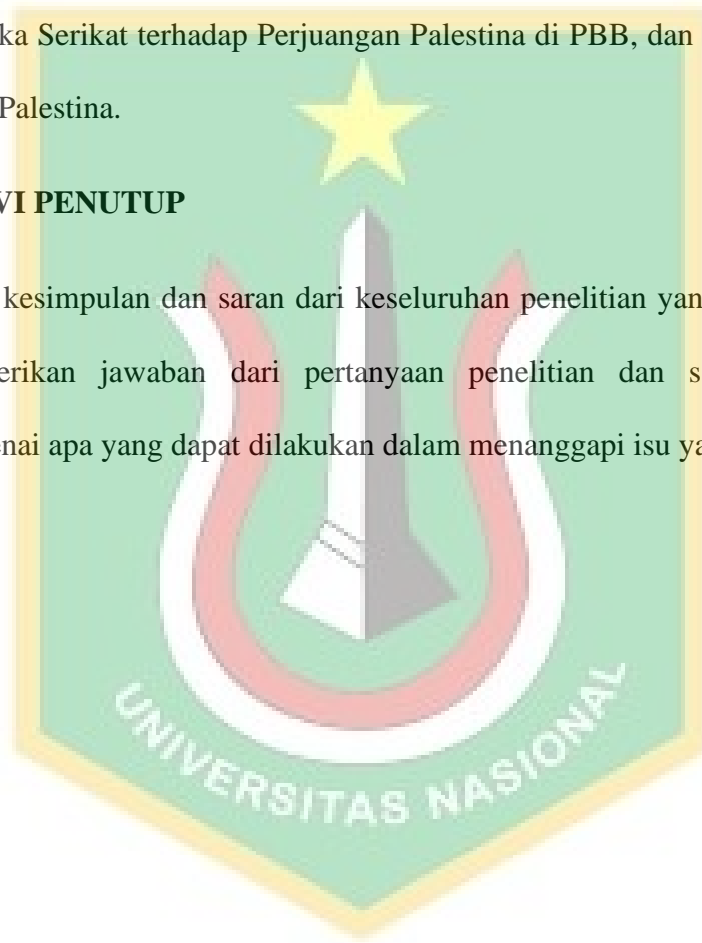 ka Serikat terhadap Perjuangan Palestina di PBB, dan
Palestina.
VI PENUTUP
kesimpulan dan saran dari keseluruhan penelitian yan
erikan jawaban dari pertanyaan penelitian dan s
enai apa yang dapat dilakukan dalam menanggapi isu ya
UNIVERSITAS NASIONAL